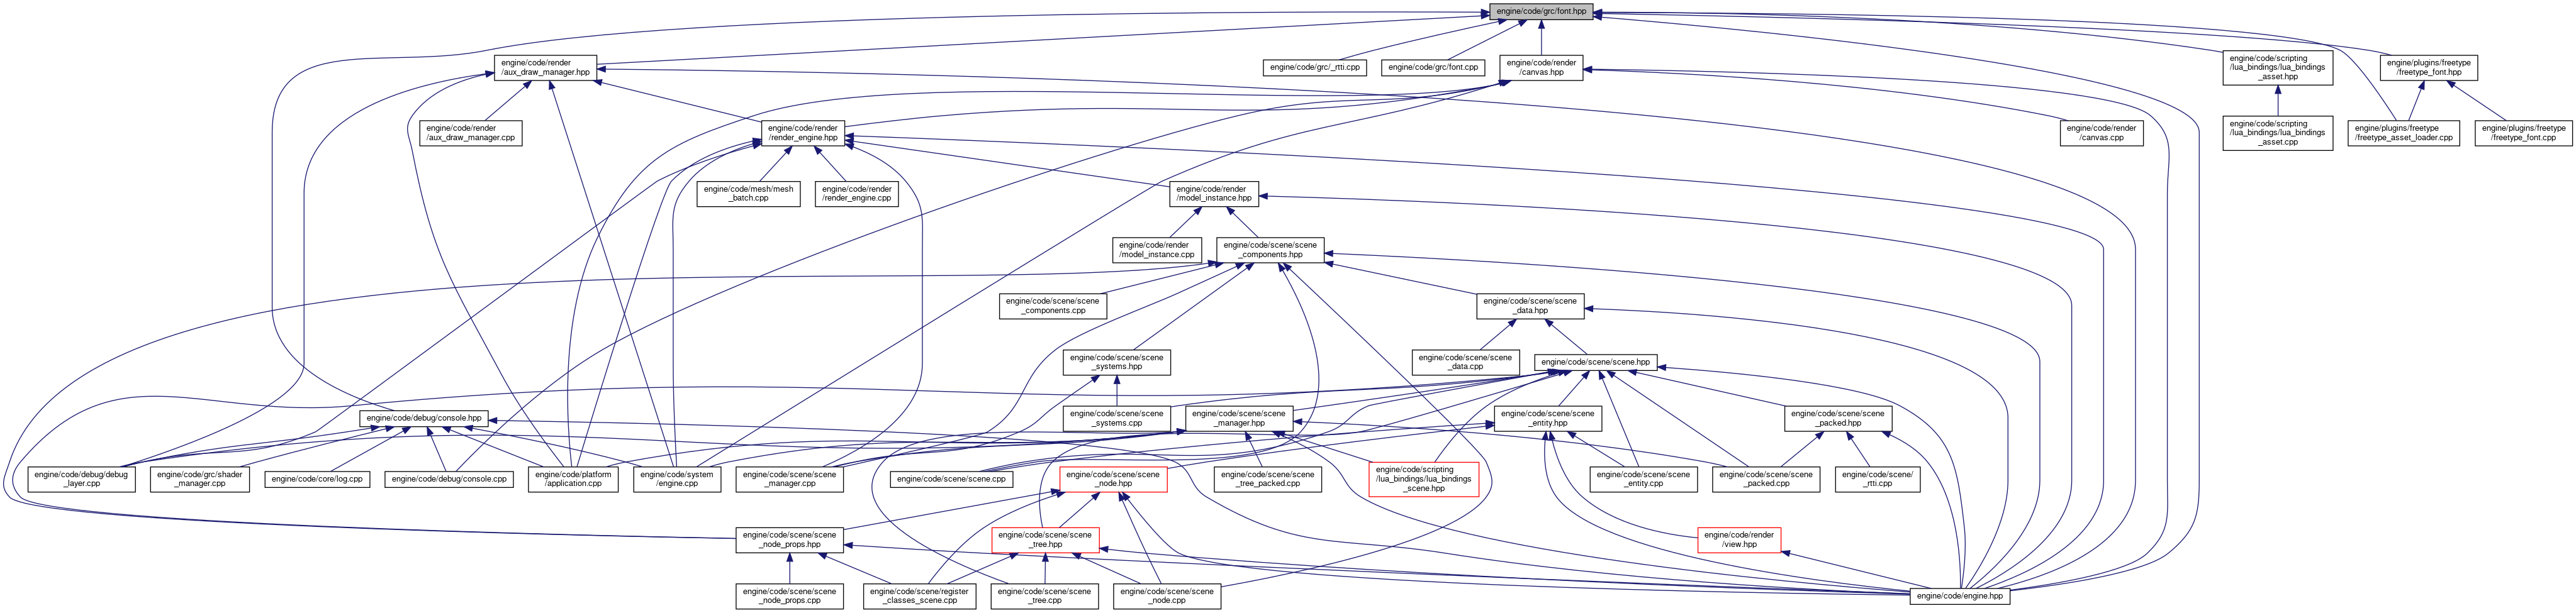 engine/code/grc/font.hpp
engine/code/render
/aux_draw_manager.hpp
engine/code/grc/_rtti.cpp
engine/code/grc/font.cpp
engine/code/render
/canvas.hpp
engine/code/scripting
/lua_bindings/lua_bindings
_asset.hpp
engine/plugins/freetype
/freetype_font.hpp
engine/code/render
/aux_draw_manager.cpp
engine/code/render
/render_engine.hpp
engine/code/render
/canvas.cpp
engine/code/scripting
/lua_bindings/lua_bindings
_asset.cpp
engine/plugins/freetype
/freetype_asset_loader.cpp
engine/plugins/freetype
/freetype_font.cpp
engine/code/mesh/mesh
_batch.cpp
engine/code/render
/render_engine.cpp
engine/code/render
/model_instance.hpp
engine/code/render
/model_instance.cpp
engine/code/scene/scene
_components.hpp
engine/code/scene/scene
_components.cpp
engine/code/scene/scene
_data.hpp
engine/code/scene/scene
_systems.hpp
engine/code/scene/scene
_data.cpp
engine/code/scene/scene.hpp
engine/code/debug/console.hpp
engine/code/scene/scene
_systems.cpp
engine/code/scene/scene
_manager.hpp
engine/code/scene/scene
_entity.hpp
engine/code/scene/scene
_packed.hpp
engine/code/debug/debug
_layer.cpp
engine/code/grc/shader
_manager.cpp
engine/code/core/log.cpp
engine/code/debug/console.cpp
engine/code/platform
/application.cpp
engine/code/system
/engine.cpp
engine/code/scene/scene
_manager.cpp
engine/code/scene/scene.cpp
engine/code/scene/scene
_node.hpp
engine/code/scene/scene
_tree_packed.cpp
engine/code/scripting
/lua_bindings/lua_bindings
_scene.hpp
engine/code/scene/scene
_entity.cpp
engine/code/scene/scene
_packed.cpp
engine/code/scene/
_rtti.cpp
engine/code/scene/scene
_node_props.hpp
engine/code/scene/scene
_tree.hpp
engine/code/render
/view.hpp
engine/code/scene/scene
_node_props.cpp
engine/code/scene/register
_classes_scene.cpp
engine/code/scene/scene
_tree.cpp
engine/code/scene/scene
_node.cpp
engine/code/engine.hpp